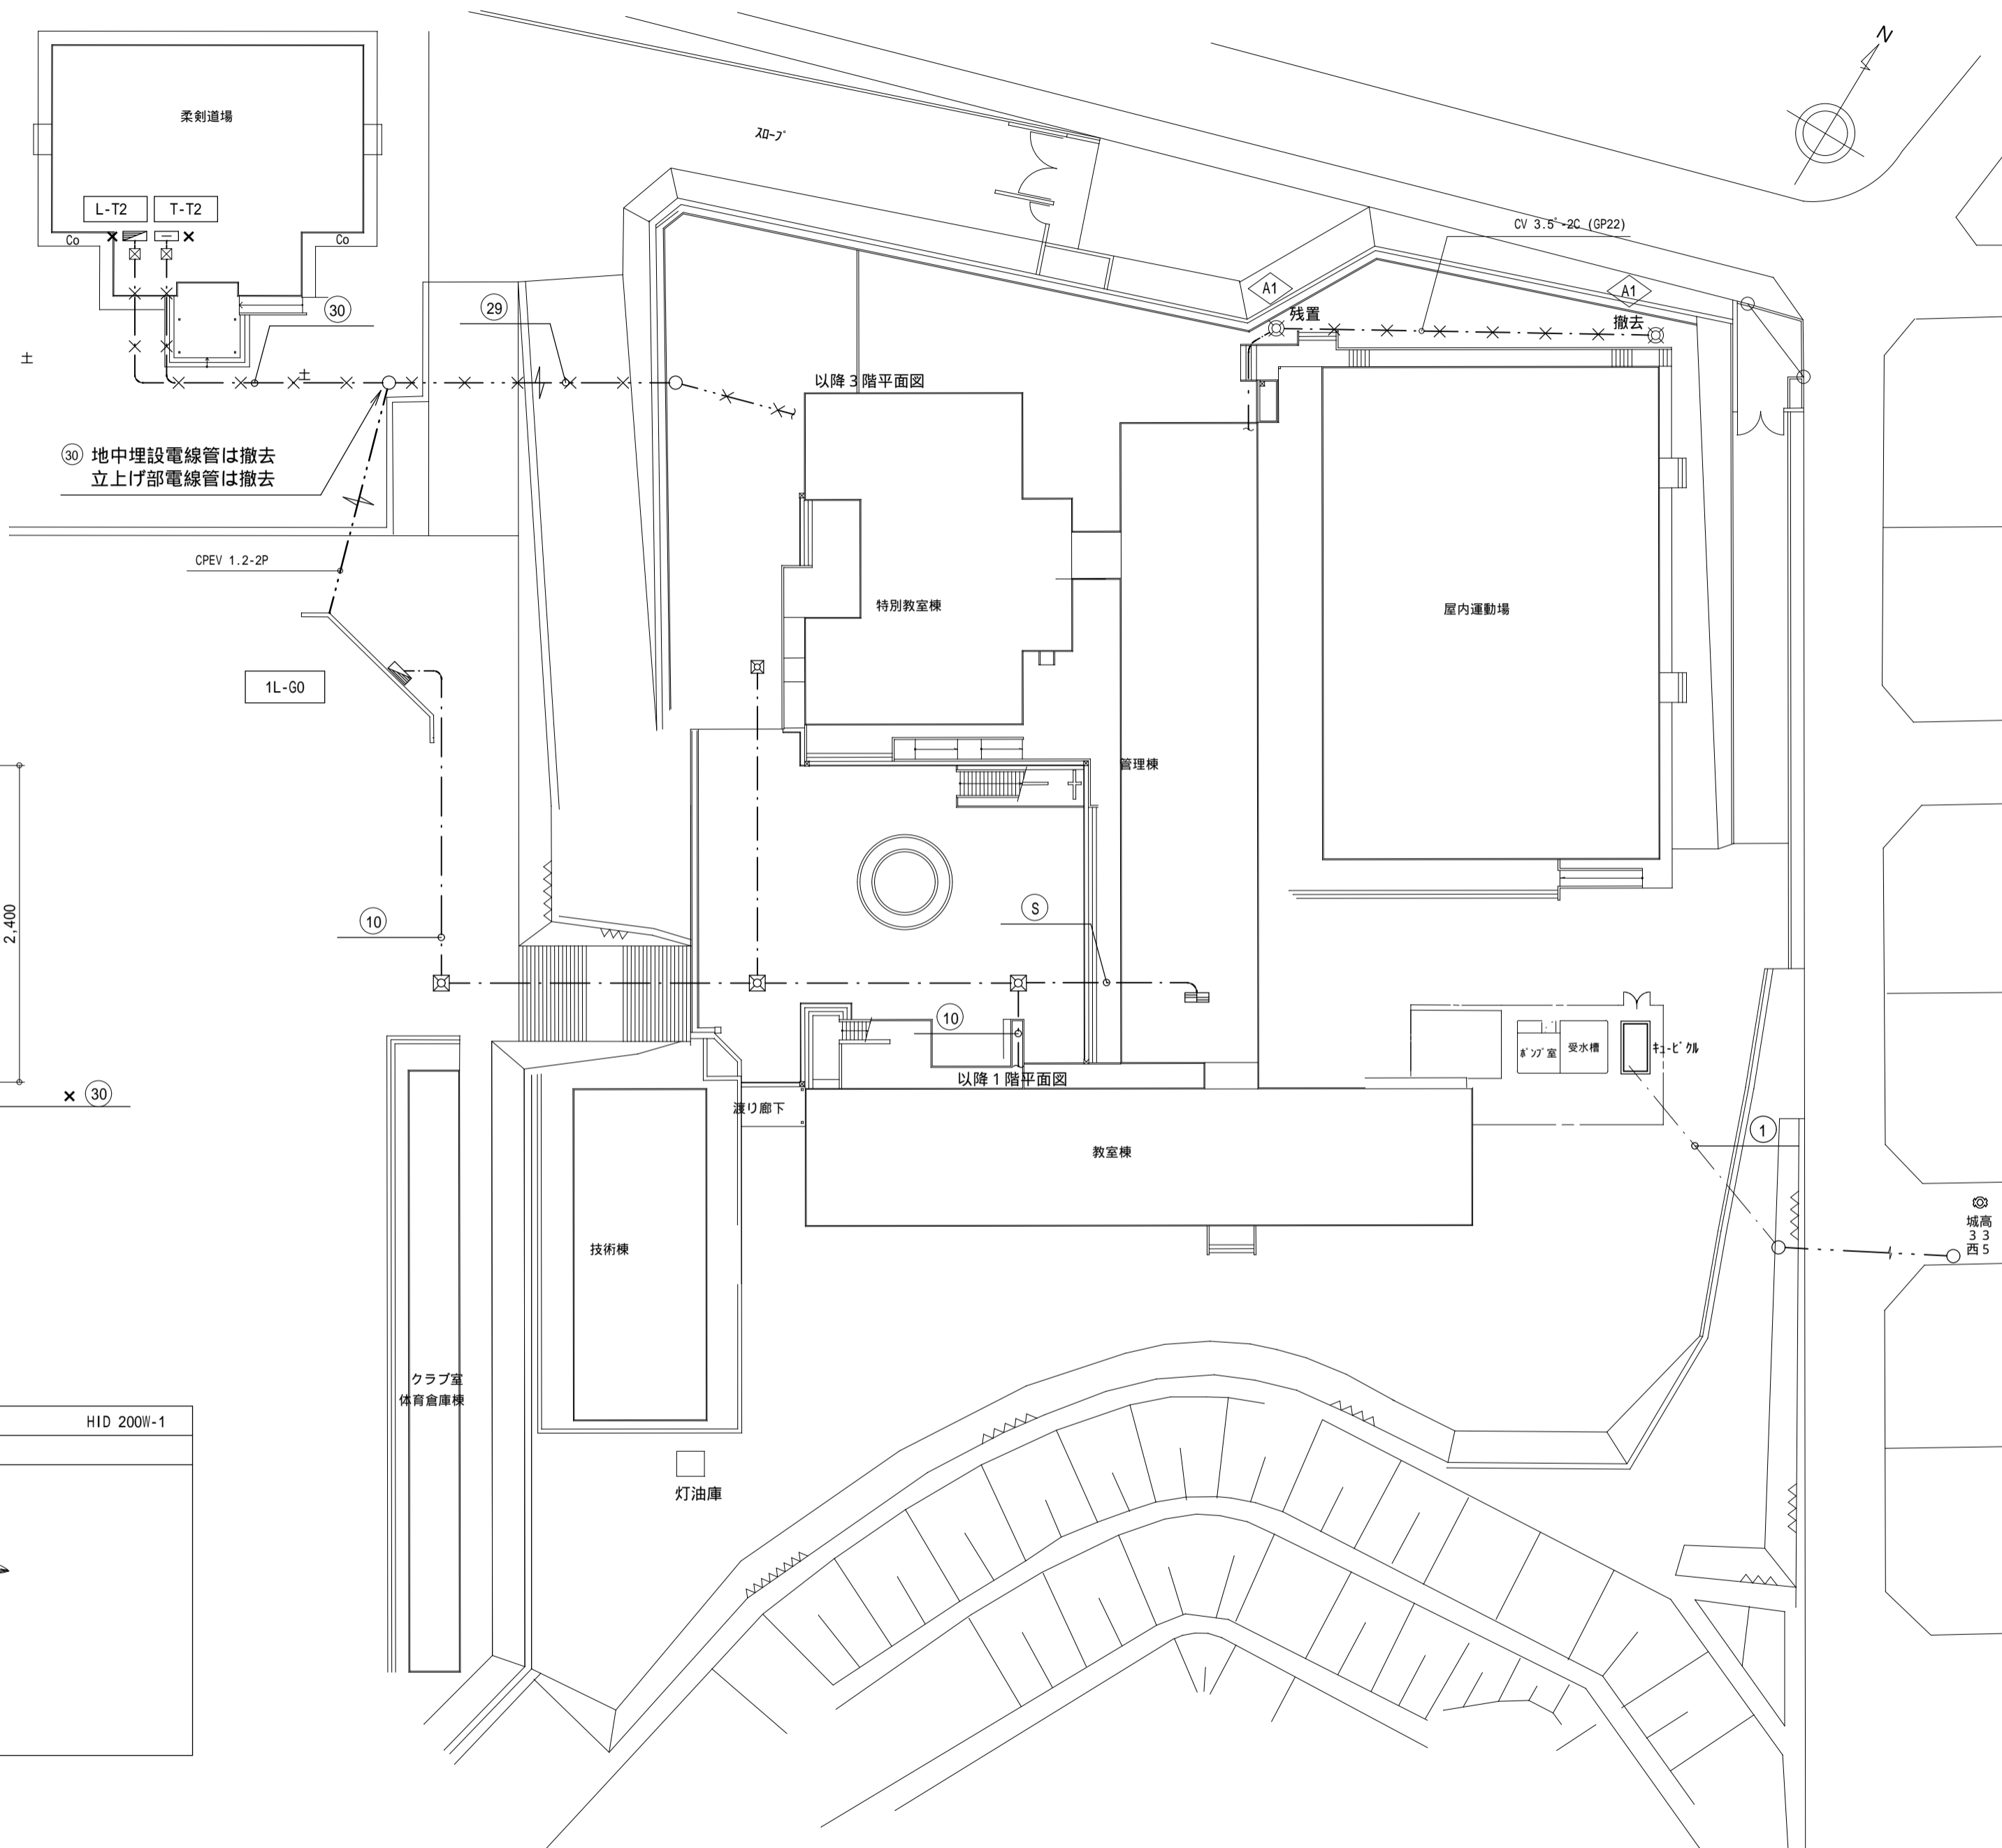 N
柔剣道場
ｽﾛｰﾌﾟ
L-T2
T-T2
Co
Co
CV 3.5°-2C (GP22)
A1
A1
30
29
残置
撤去
土
土
以降３階平面図
30 地中埋設電線管は撤去
立上げ部電線管は撤去
CPEV 1.2-2P
特別教室棟
屋内運動場
1L-G0
管理棟
2,400
10
S
10
ﾎﾟﾝﾌﾟ室
受水槽
ｷｭｰﾋﾞｸﾙ
以降１階平面図
× 30
渡り廊下
教室棟
1
城高
３３
西５
技術棟
クラブ室
体育倉庫棟
HID 200W-1
灯油庫